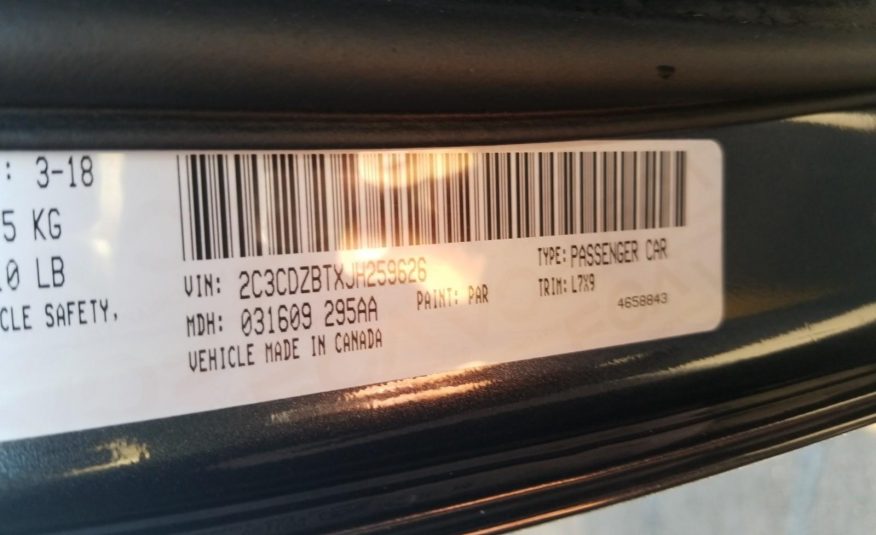 : 3-18
5 KG
10 LB
CLE SAFETY,
VIN: 2C3CDZBTXJH259626
TYPE: PASSENGER CAR
PAINT: PAR
TRIM: L7X9
MDH: 031609 295AA
4658843
VEHICLE MADE IN CANADA